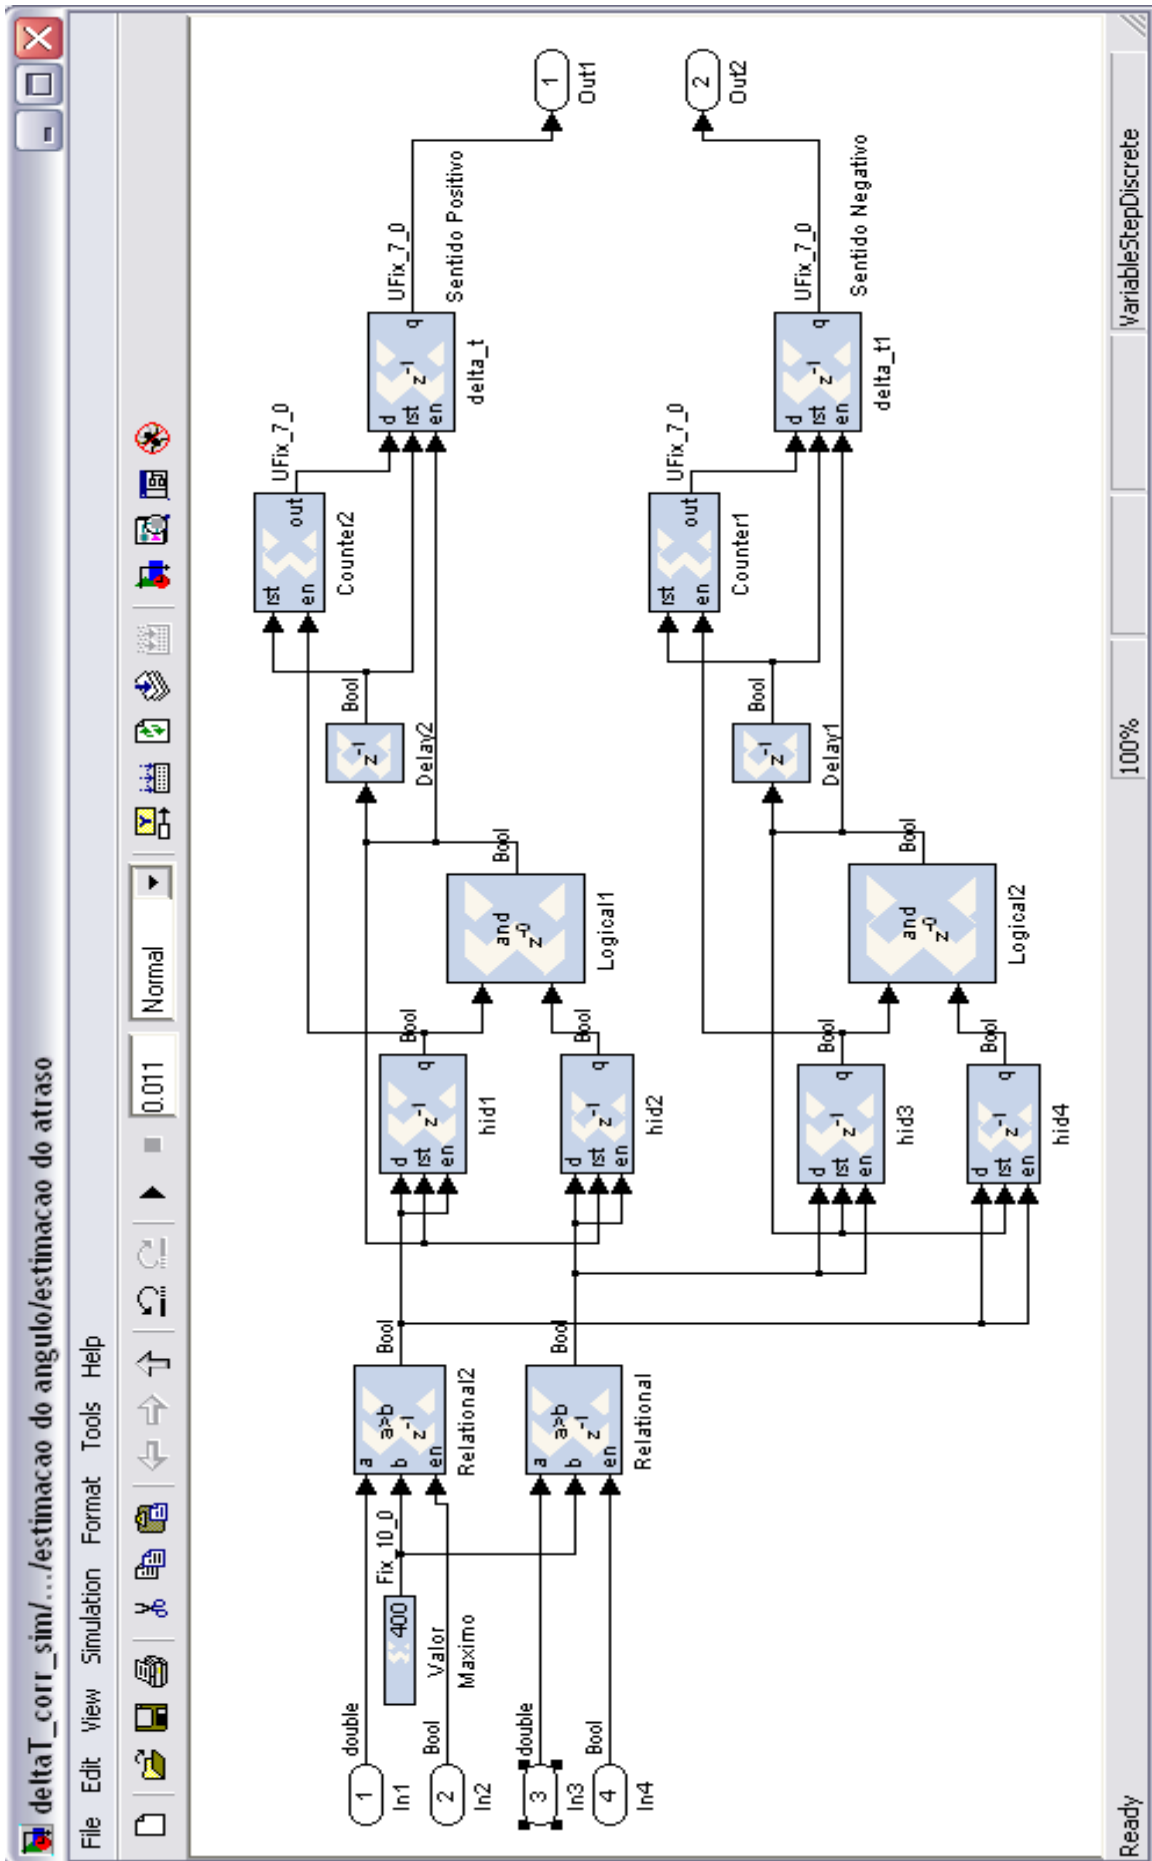 deltaT_corr_sim/.../estimacao do angulo/estimacao do atraso
File Edit View Simulation Format Tools Help
0.011 Normal
1
In1
double
2
In2
Bool
400
Fix_10_0
Valor
Maximo
3
In3
double
4
In4
Bool
a
b
en
a>b
z-1
Relational2
Bool
a
b
en
a>b
z-1
Relational
Bool
d
rst
en
z-1
q
hid1
Bool
d
rst
en
z-1
q
hid2
Bool
and
z-0
Logical1
Bool
z-1
Delay2
Bool
rst
en
out
Counter2
UFix_7_0
d
rst
en
z-1
q
delta_t
UFix_7_0
Sentido Positivo
1
Out1
d
rst
en
z-1
q
hid3
Bool
d
rst
en
z-1
q
hid4
Bool
and
z-0
Logical2
Bool
z-1
Delay1
Bool
rst
en
out
Counter1
UFix_7_0
d
rst
en
z-1
q
delta_t1
UFix_7_0
Sentido Negativo
2
Out2
Ready 100% VariableStepDiscrete